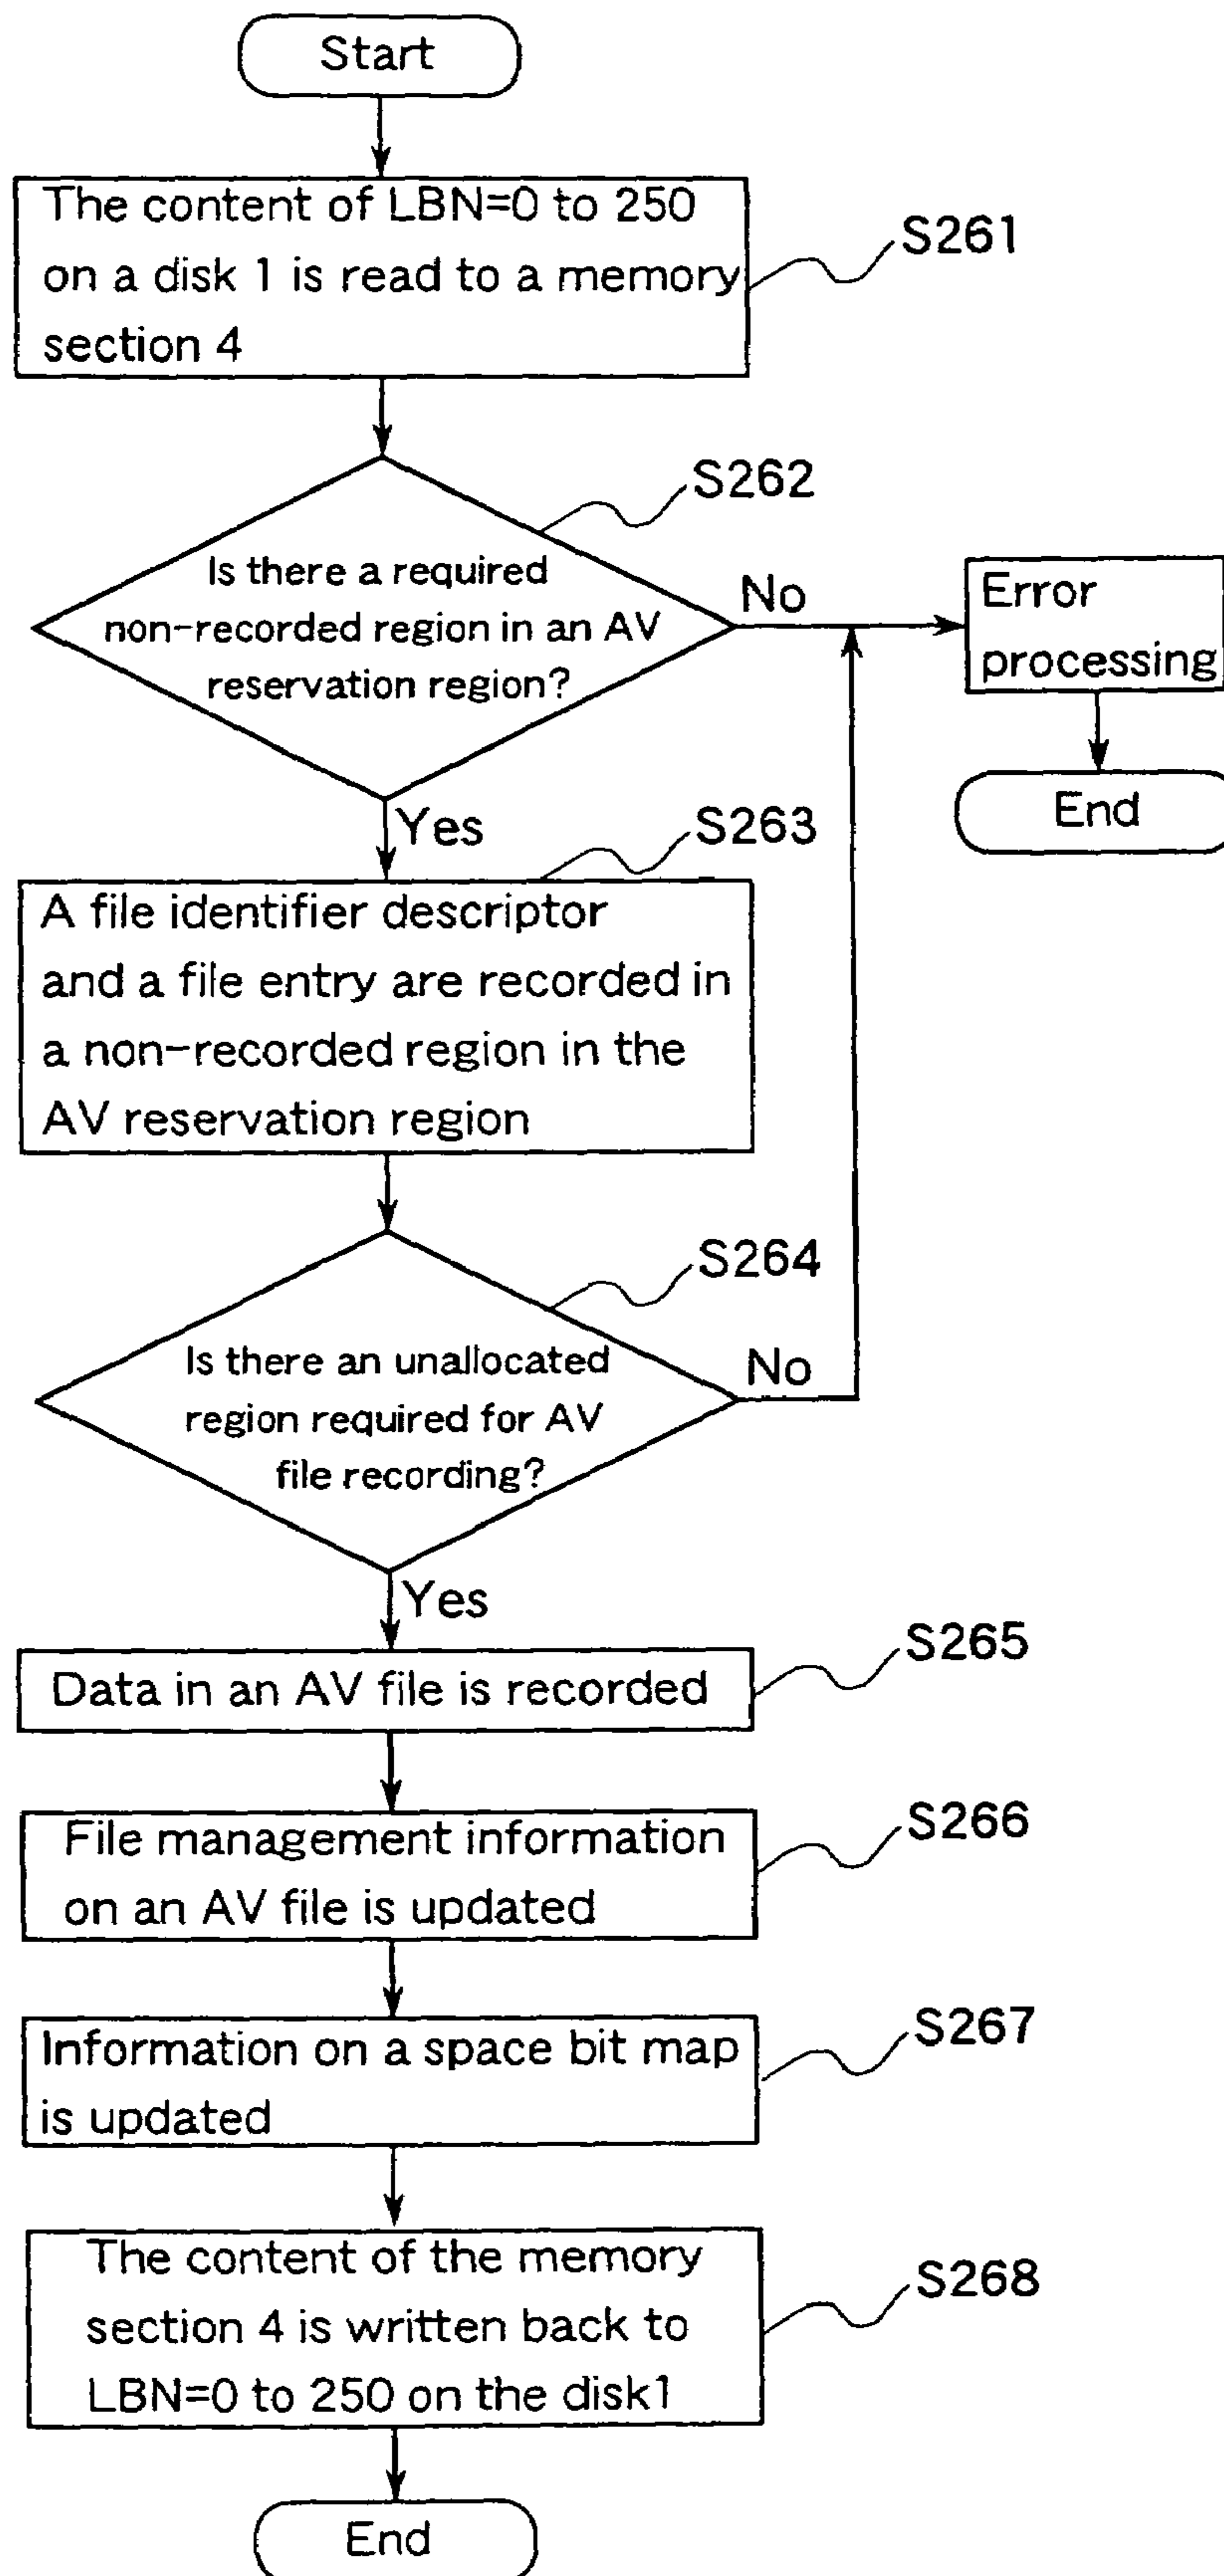 Start
The content of LBN=0 to 250
on a disk 1 is read to a memory
section 4
S261
Is there a required
non-recorded region in an AV
reservation region?
S262
No
Error
processing
End
Yes
S263
A file identifier descriptor
and a file entry are recorded in
a non-recorded region in the
AV reservation region
S264
Is there an unallocated
region required for AV
file recording?
No
Yes
S265
Data in an AV file is recorded
S266
File management information
on an AV file is updated
S267
Information on a space bit map
is updated
S268
The content of the memory
section 4 is written back to
LBN=0 to 250 on the disk1
End